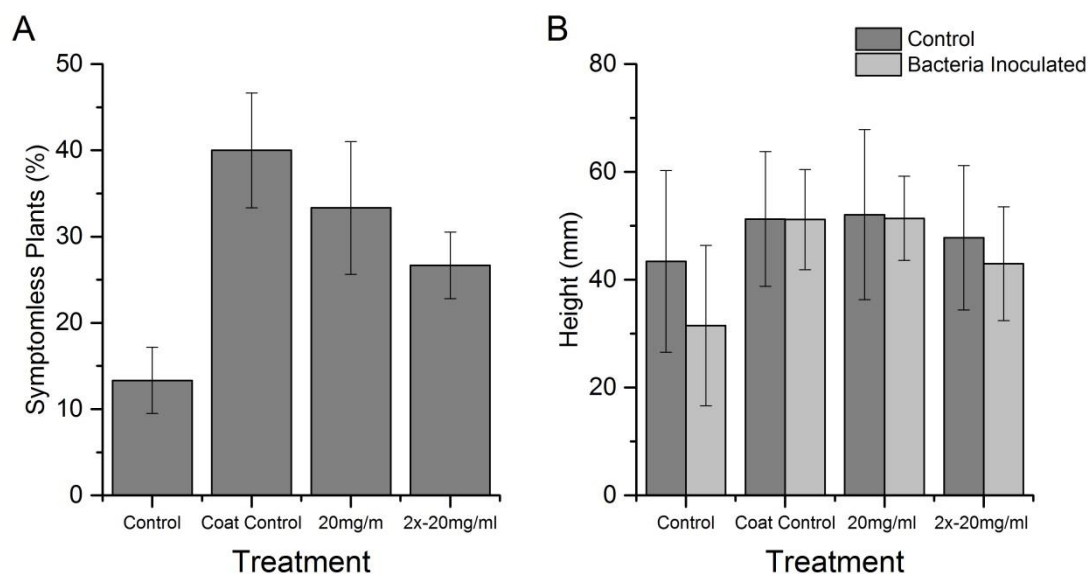 A
Symptomless Plants (%)
50
40
30
20
10
0
Control Coat Control 20mg/m 2x-20mg/ml
Treatment
B
Control
Bacteria Inoculated
Height (mm)
80
60
40
20
0
Control Coat Control 20mg/ml 2x-20mg/ml
Treatment